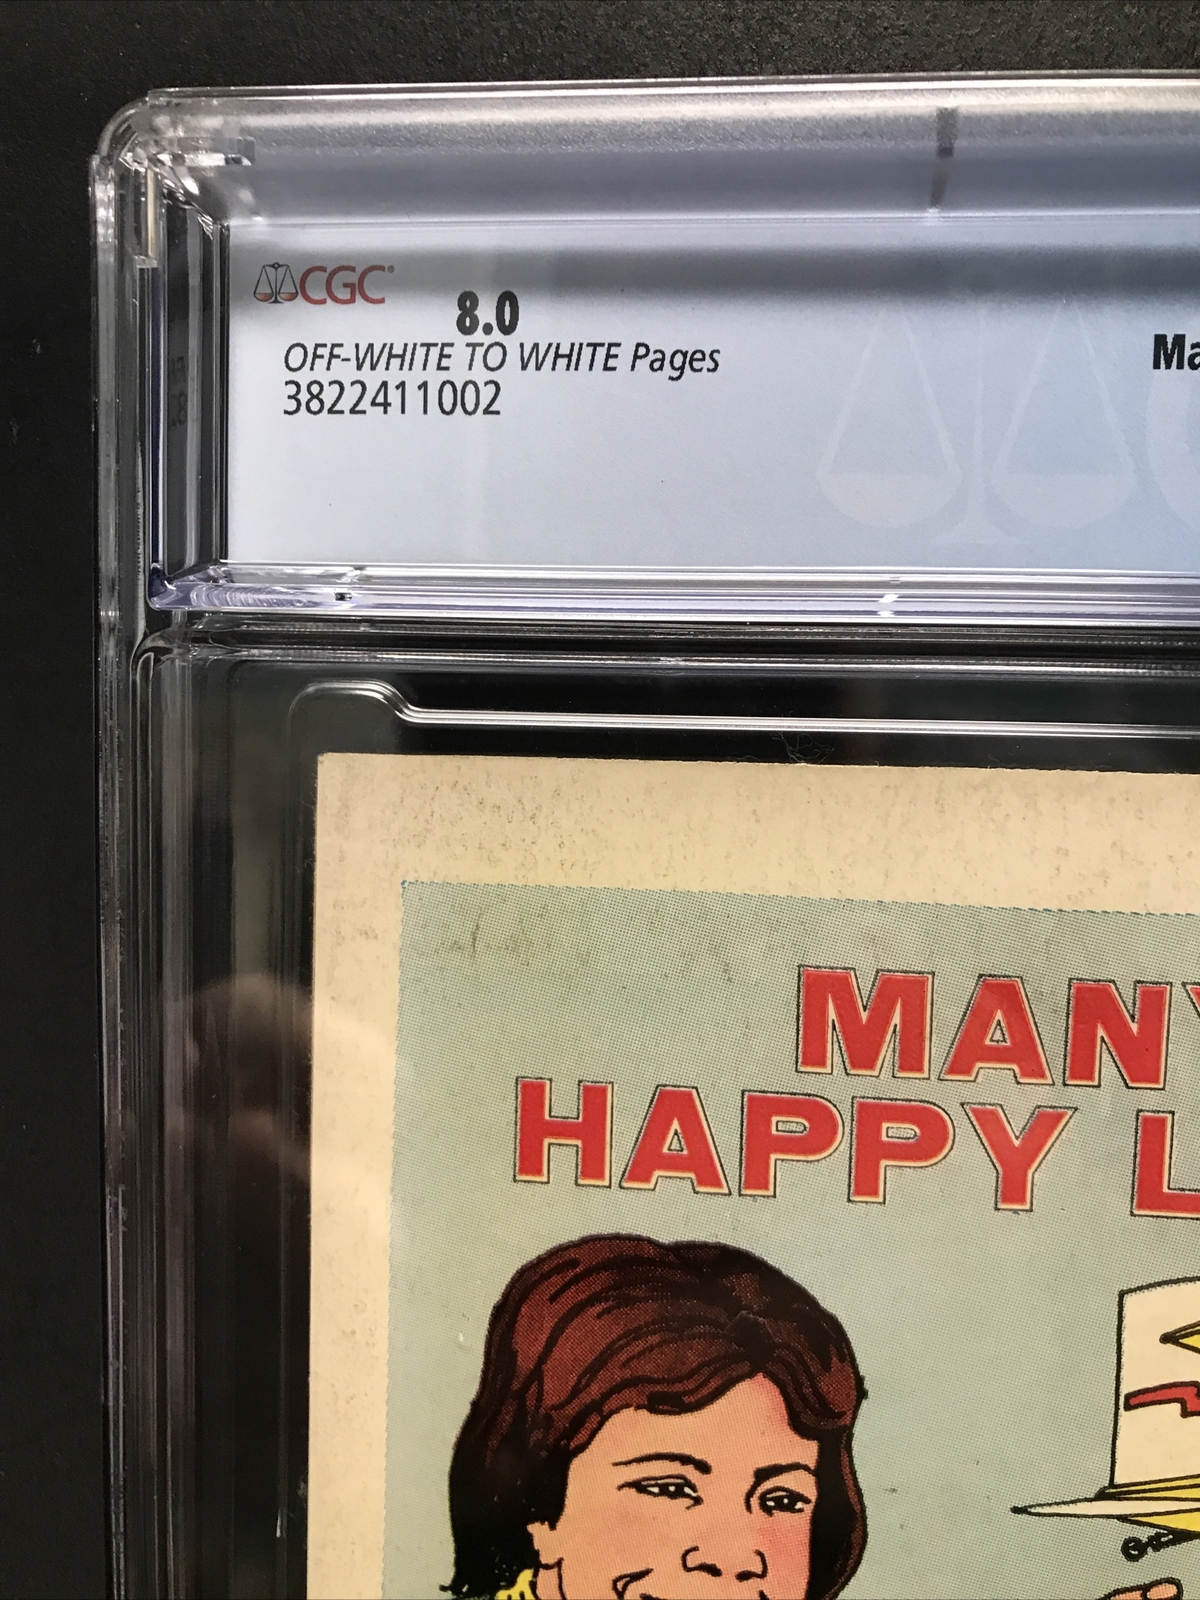 CGC
8.0
OFF-WHITE TO WHITE Pages
3822411002
Ma
MANY
HAPPY L